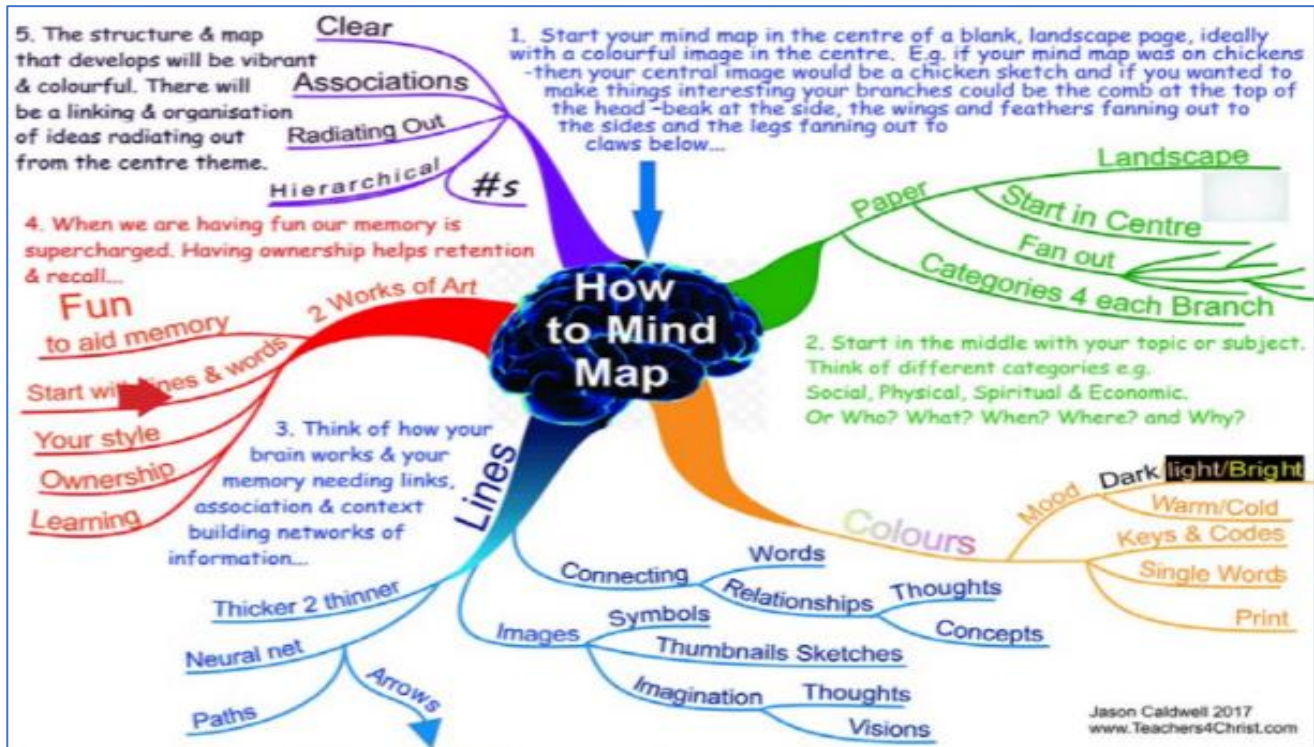 5. The structure & map
that develops will be vibrant
& colourful. There will
be a linking & organisation
of ideas radiating out
from the centre theme.
Clear
Associations
Radiating Out
Hierarchical
#s
1. Start your mind map in the centre of a blank, landscape page, ideally
with a colourful image in the centre. E.g. if your mind map was on chickens
-then your central image would be a chicken sketch and if you wanted to
make things interesting your branches could be the comb at the top of
the head -beak at the side, the wings and feathers fanning out to
the sides and the legs fanning out to
claws below...
Paper
Landscape
Start in Centre
Fan out
Categories 4 each Branch
4. When we are having fun our memory is
supercharged. Having ownership helps retention
& recall...
2 Works of Art
Fun
to aid memory
Start with lines & words
Your style
Ownership
Learning
How
to Mind
Map
2. Start in the middle with your topic or subject.
Think of different categories e.g.
Social, Physical, Spiritual & Economic.
Or Who? What? When? Where? and Why?
3. Think of how your
brain works & your
memory needing links,
association & context
building networks of
information...
Lines
Thicker 2 thinner
Neural net
Paths
Arrows
Connecting
Words
Relationships
Thoughts
Concepts
Images
Symbols
Thumbnails Sketches
Imagination
Thoughts
Visions
Colours
Mood
Dark light/Bright
Warm/Cold
Keys & Codes
Single Words
Print
Jason Caldwell 2017
www.Teachers4Christ.com